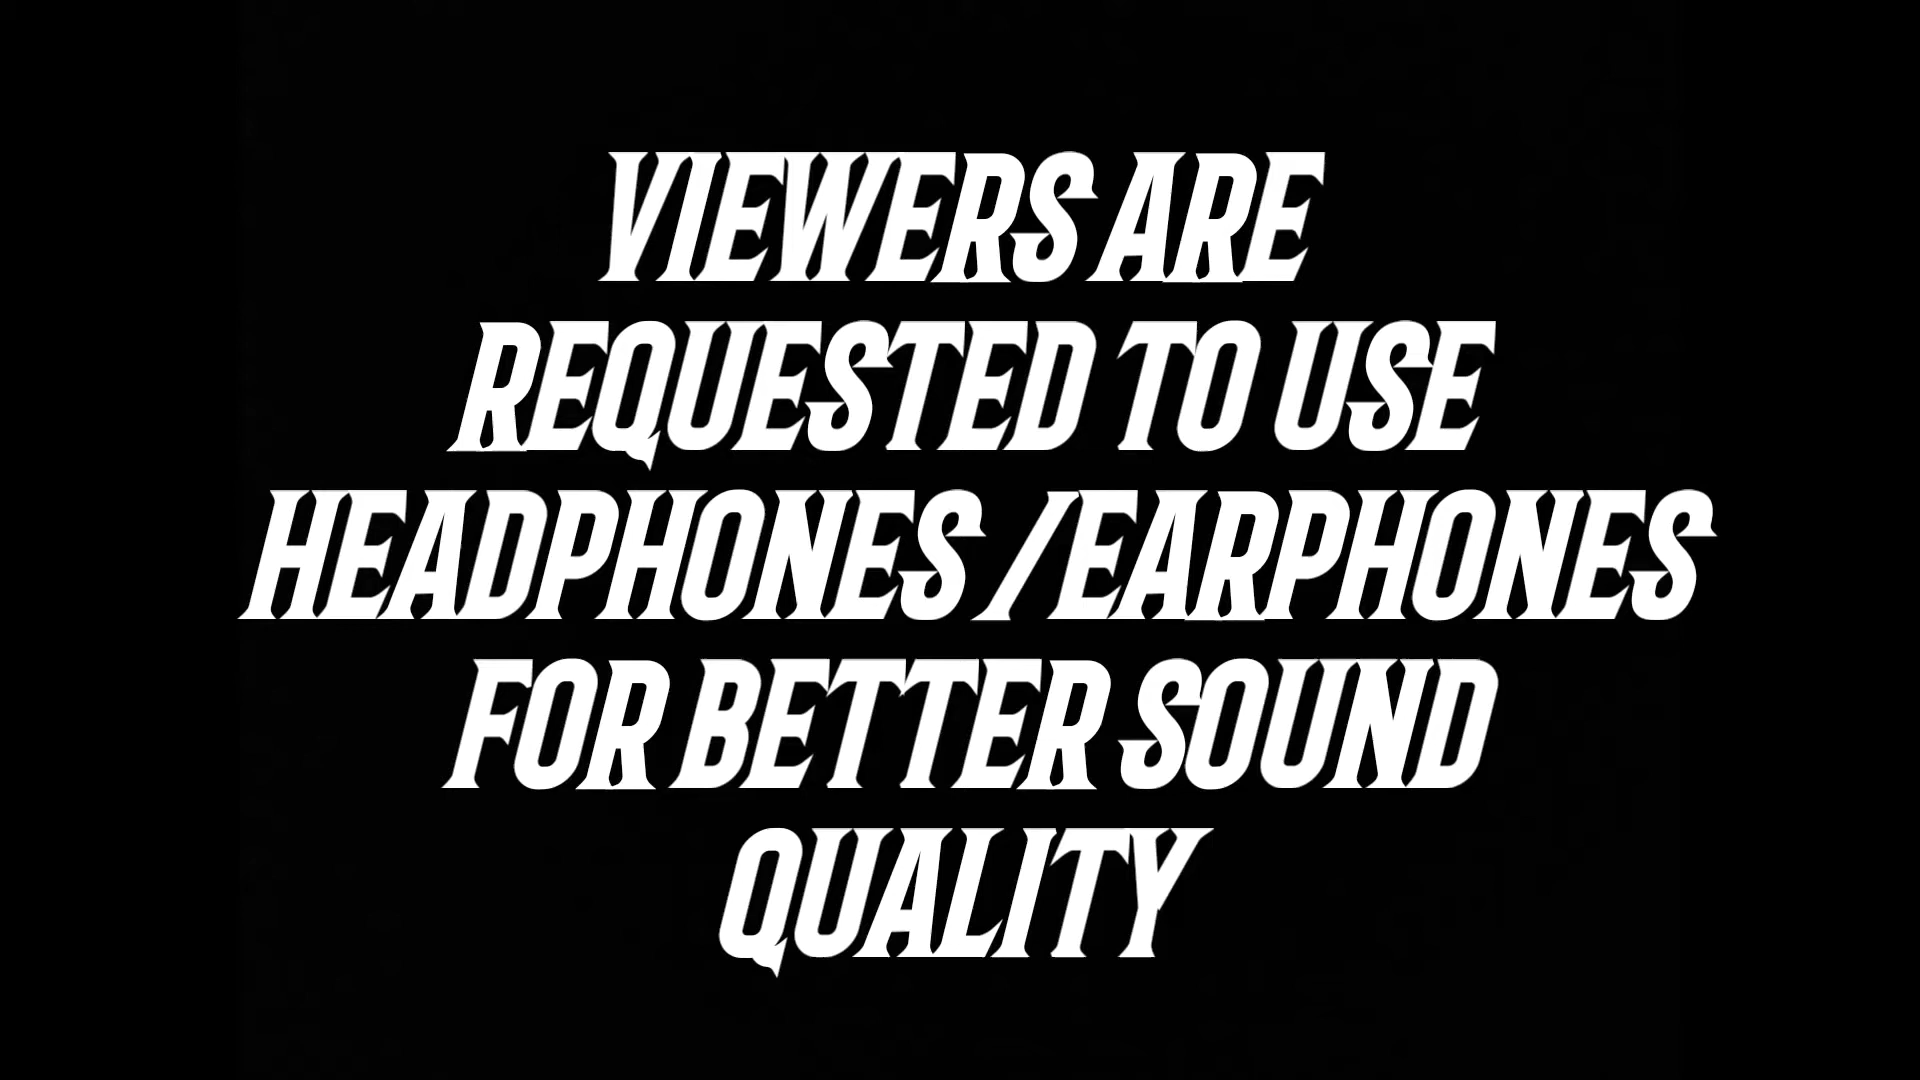 VIEWERS ARE
REQUESTED TO USE
HEADPHONES /EARPHONES
FOR BETTER SOUND
QUALITY